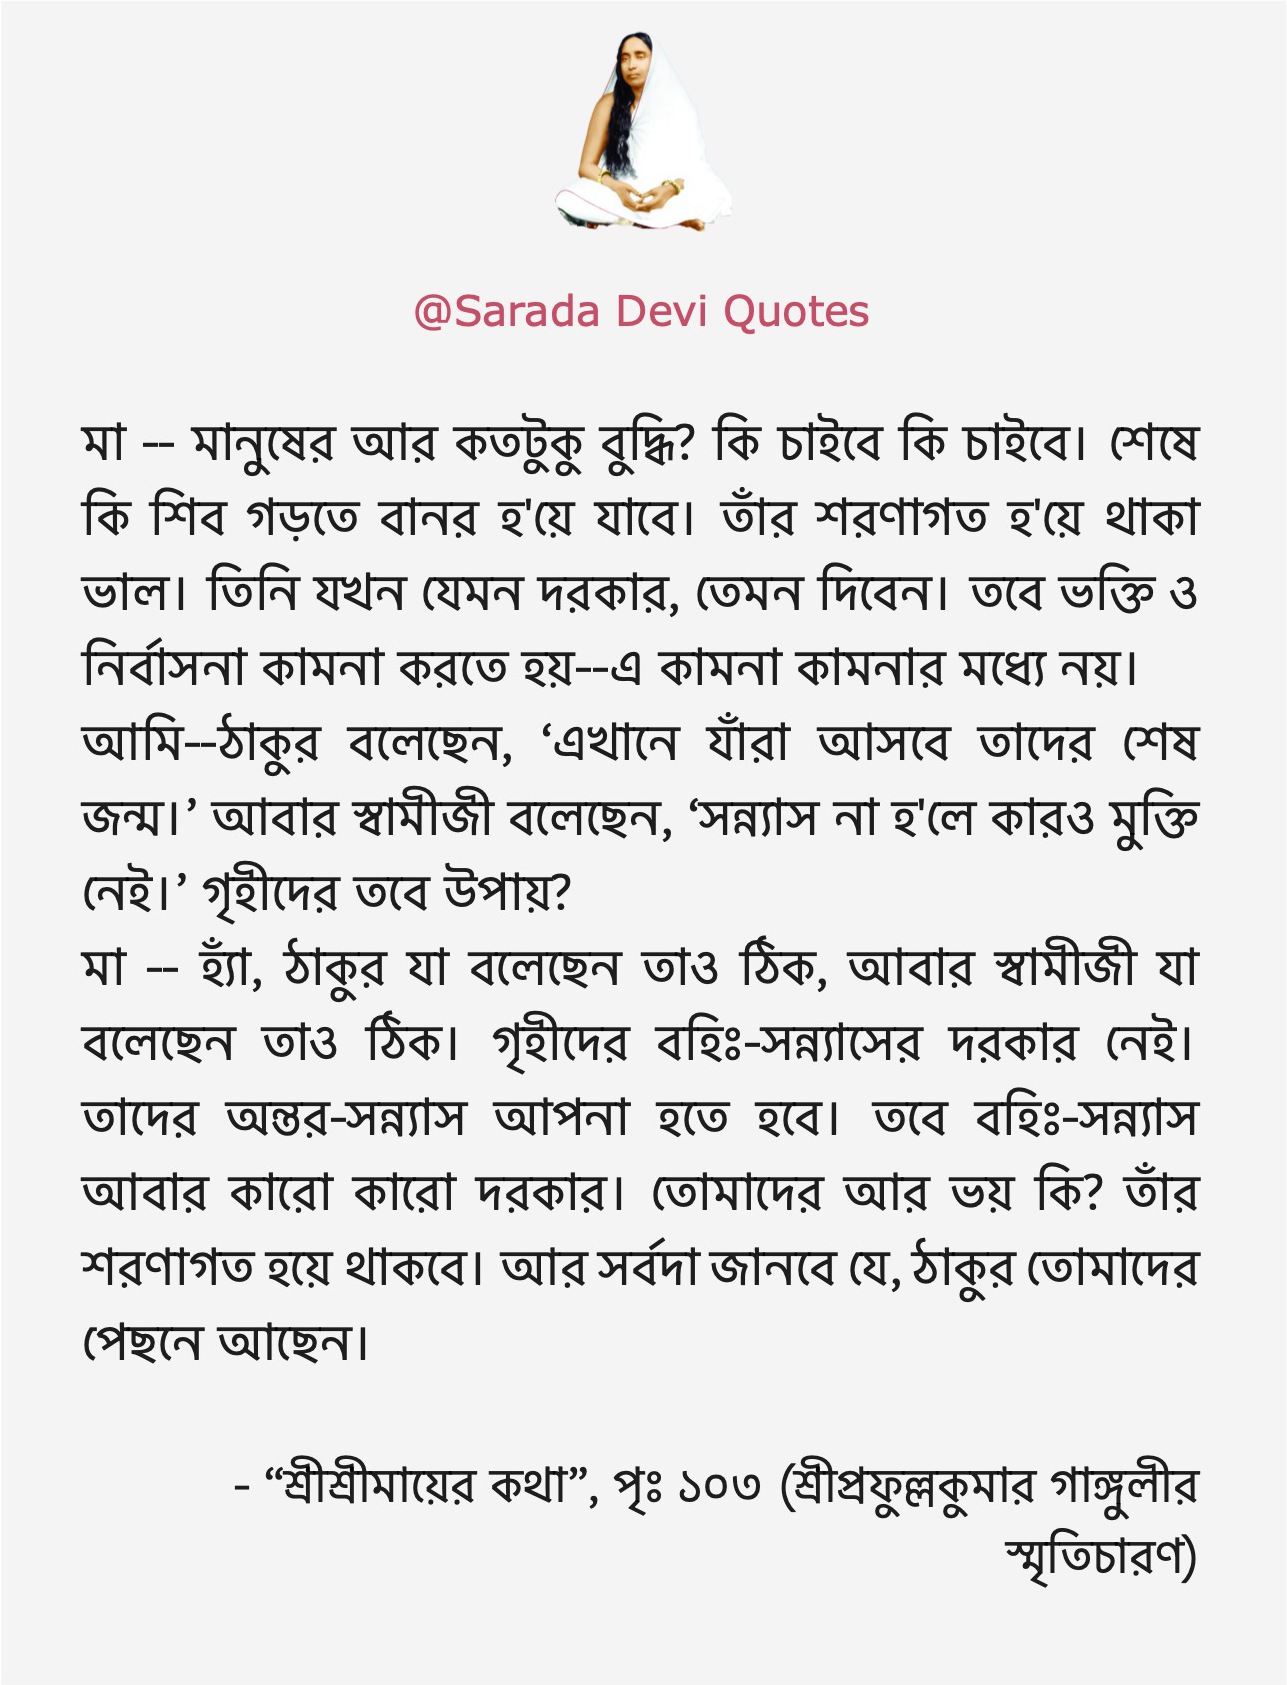 @Sarada Devi Quotes
মা -- মানুষের আর কতটুকু বুদ্ধি? কি চাইবে কি চাইবে। শেষে
কি শিব গড়তে বানর হ'য়ে যাবে। তাঁর শরণাগত হ'য়ে থাকা
ভাল। তিনি যখন যেমন দরকার, তেমন দিবেন। তবে ভক্তি ও
নির্বাসনা কামনা করতে হয়--এ কামনা কামনার মধ্যে নয়।
আমি--ঠাকুর বলেছেন, ‘এখানে যাঁরা আসবে তাদের শেষ
জন্ম।’ আবার স্বামীজী বলেছেন, ‘সন্ন্যাস না হ'লে কারও মুক্তি
নেই।’ গৃহীদের তবে উপায়?
মা -- হ্যাঁ, ঠাকুর যা বলেছেন তাও ঠিক, আবার স্বামীজী যা
বলেছেন তাও ঠিক। গৃহীদের বহিঃ-সন্ন্যাসের দরকার নেই।
তাদের অন্তর-সন্ন্যাস আপনা হতে হবে। তবে বহিঃ-সন্ন্যাস
আবার কারো কারো দরকার। তোমাদের আর ভয় কি? তাঁর
শরণাগত হয়ে থাকবে। আর সর্বদা জানবে যে, ঠাকুর তোমাদের
পেছনে আছেন।
- “শ্রীশ্রীমায়ের কথা”, পৃঃ ১০৩ (শ্রীপ্রফুল্লকুমার গাঙ্গুলীর
স্মৃতিচারণ)